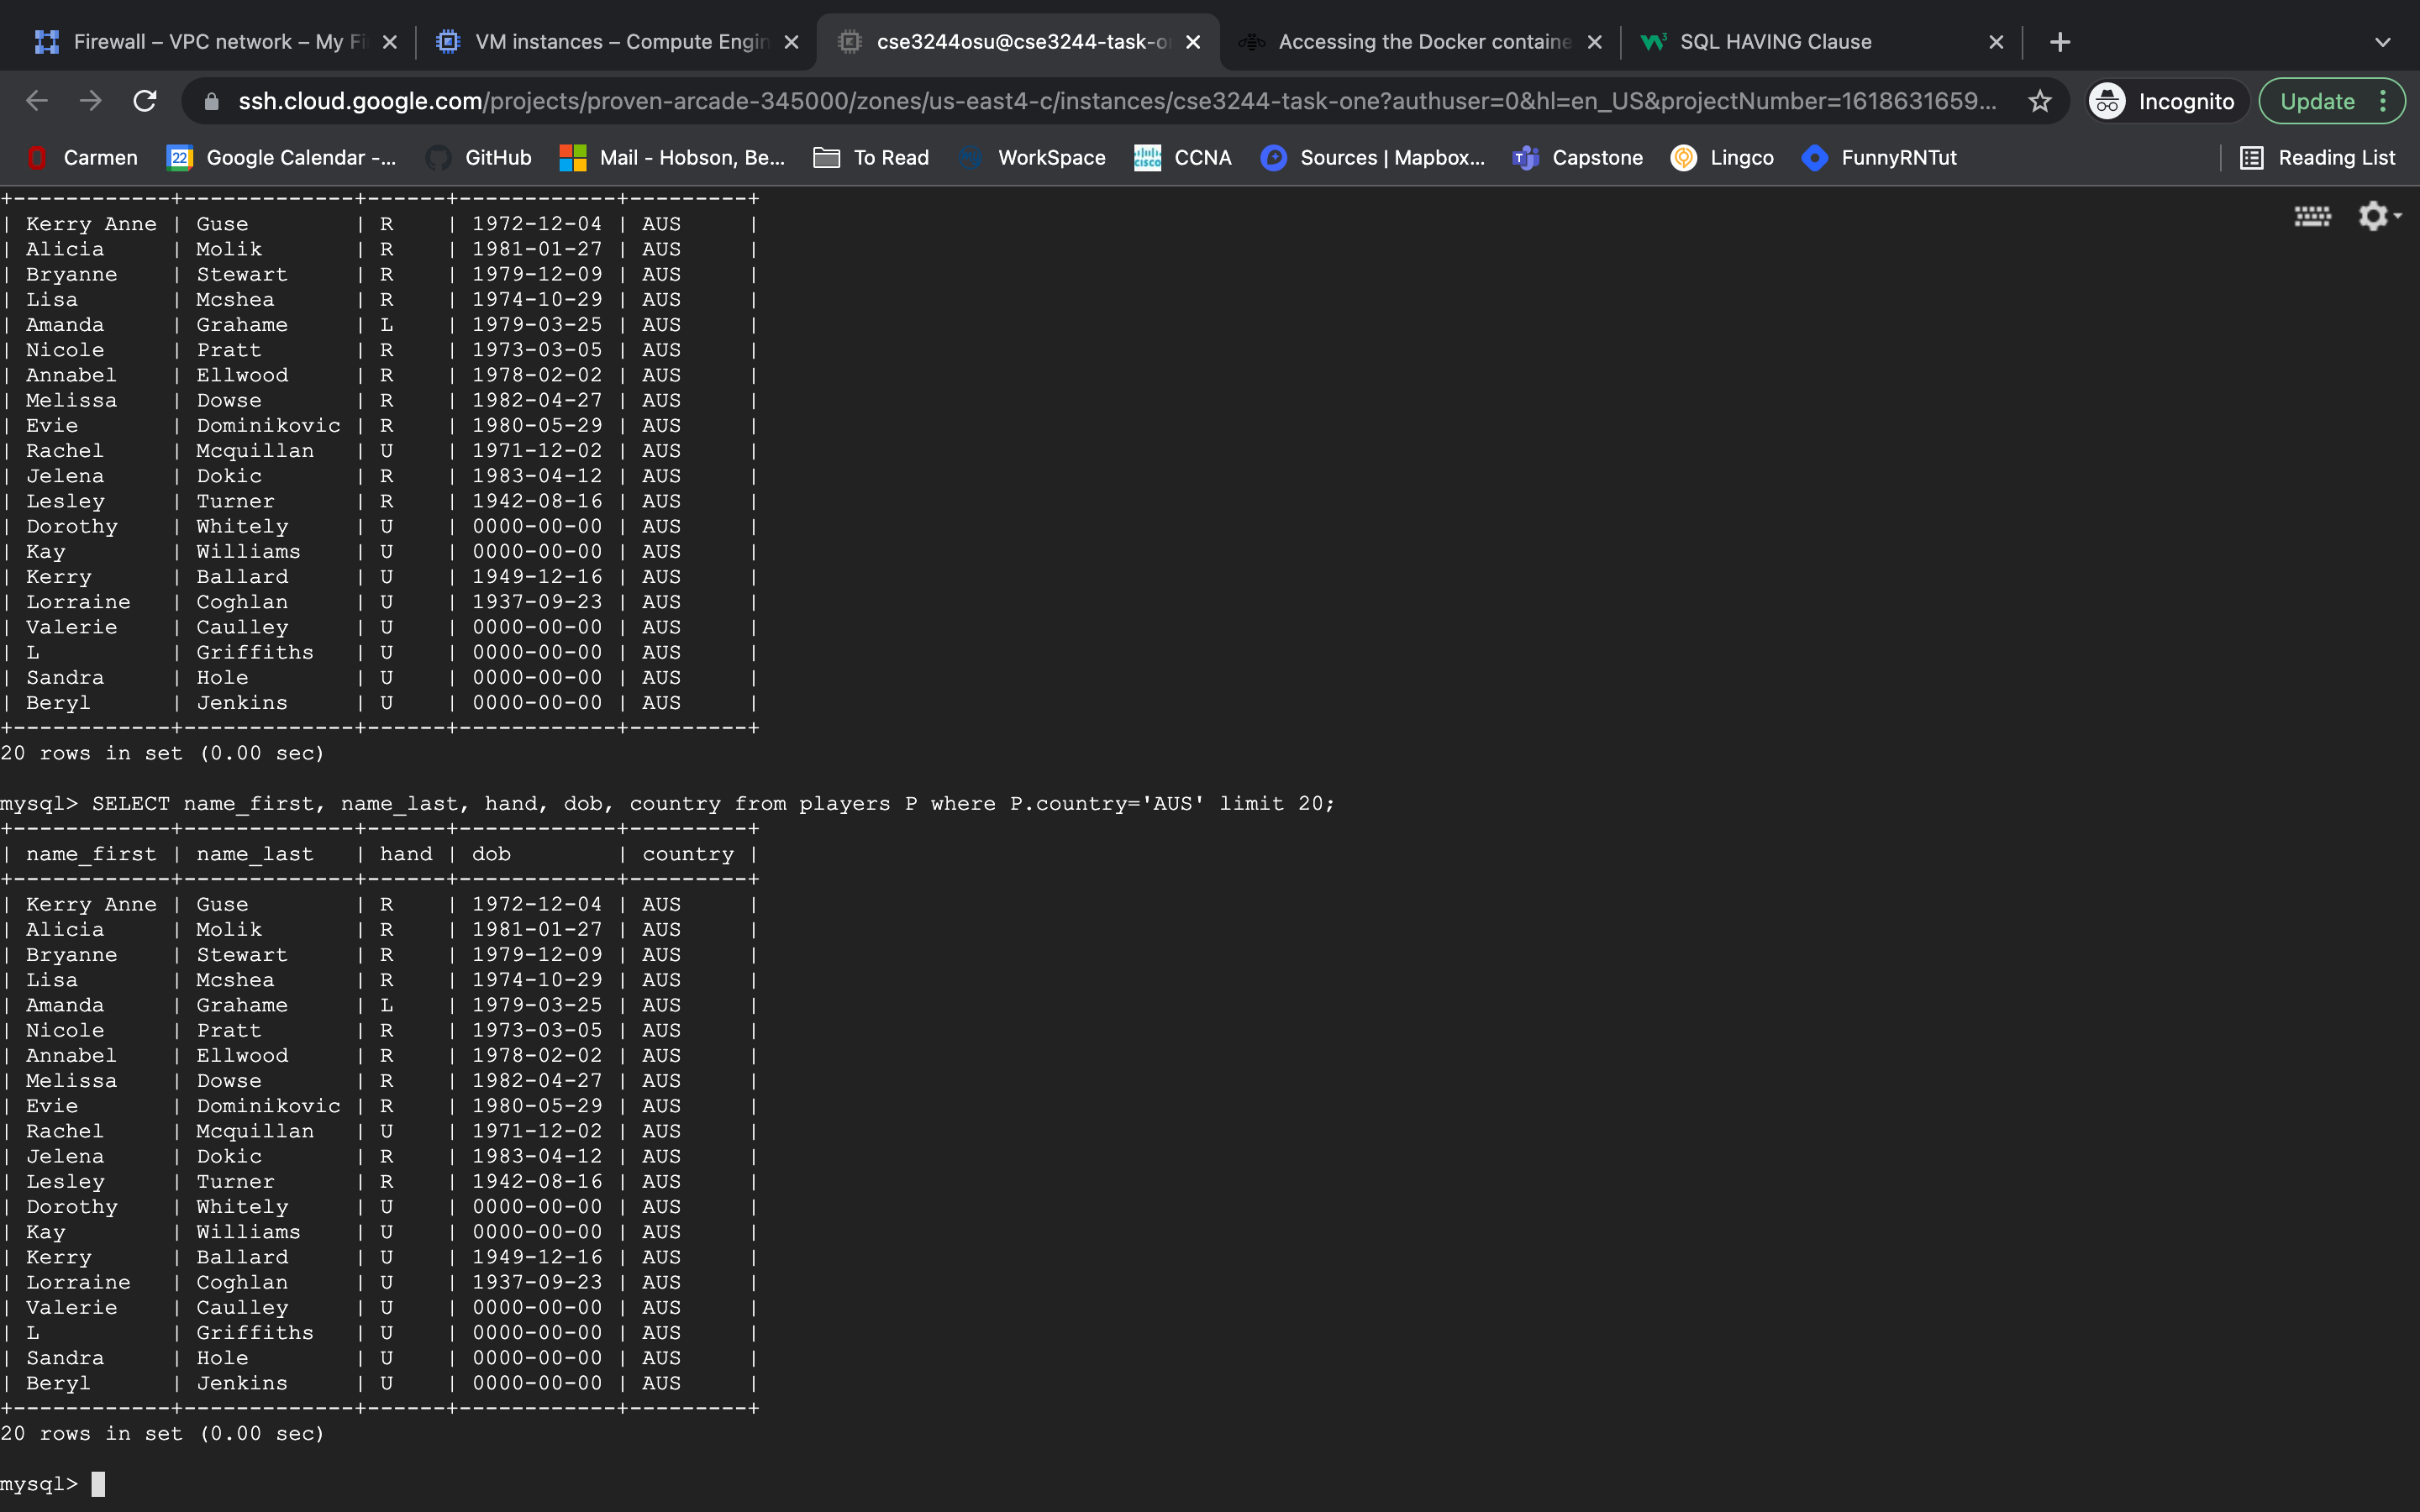 Firewall – VPC network – My Fi
VM instances – Compute Engin
cse3244osu@cse3244-task-o
Accessing the Docker containe
SQL HAVING Clause
ssh.cloud.google.com/projects/proven-arcade-345000/zones/us-east4-c/instances/cse3244-task-one?authuser=0&hl=en_US&projectNumber=1618631659...
Incognito
Update
Carmen
22
Google Calendar -...
GitHub
Mail - Hobson, Be...
To Read
WorkSpace
CCNA
Sources | Mapbox...
Capstone
Lingco
FunnyRNTut
Reading List
+------------+-------------+------+------------+---------+
| Kerry Anne | Guse        | R    | 1972-12-04 | AUS     |
| Alicia     | Molik       | R    | 1981-01-27 | AUS     |
| Bryanne    | Stewart     | R    | 1979-12-09 | AUS     |
| Lisa       | Mcshea      | R    | 1974-10-29 | AUS     |
| Amanda     | Grahame     | L    | 1979-03-25 | AUS     |
| Nicole     | Pratt       | R    | 1973-03-05 | AUS     |
| Annabel    | Ellwood     | R    | 1978-02-02 | AUS     |
| Melissa    | Dowse       | R    | 1982-04-27 | AUS     |
| Evie       | Dominikovic | R    | 1980-05-29 | AUS     |
| Rachel     | Mcquillan   | U    | 1971-12-02 | AUS     |
| Jelena     | Dokic       | R    | 1983-04-12 | AUS     |
| Lesley     | Turner      | R    | 1942-08-16 | AUS     |
| Dorothy    | Whitely     | U    | 0000-00-00 | AUS     |
| Kay        | Williams    | U    | 0000-00-00 | AUS     |
| Kerry      | Ballard     | U    | 1949-12-16 | AUS     |
| Lorraine   | Coghlan     | U    | 1937-09-23 | AUS     |
| Valerie    | Caulley     | U    | 0000-00-00 | AUS     |
| L          | Griffiths   | U    | 0000-00-00 | AUS     |
| Sandra     | Hole        | U    | 0000-00-00 | AUS     |
| Beryl      | Jenkins     | U    | 0000-00-00 | AUS     |
+------------+-------------+------+------------+---------+
20 rows in set (0.00 sec)
mysql> SELECT name_first, name_last, hand, dob, country from players P where P.country='AUS' limit 20;
+------------+-------------+------+------------+---------+
| name_first | name_last   | hand | dob        | country |
+------------+-------------+------+------------+---------+
| Kerry Anne | Guse        | R    | 1972-12-04 | AUS     |
| Alicia     | Molik       | R    | 1981-01-27 | AUS     |
| Bryanne    | Stewart     | R    | 1979-12-09 | AUS     |
| Lisa       | Mcshea      | R    | 1974-10-29 | AUS     |
| Amanda     | Grahame     | L    | 1979-03-25 | AUS     |
| Nicole     | Pratt       | R    | 1973-03-05 | AUS     |
| Annabel    | Ellwood     | R    | 1978-02-02 | AUS     |
| Melissa    | Dowse       | R    | 1982-04-27 | AUS     |
| Evie       | Dominikovic | R    | 1980-05-29 | AUS     |
| Rachel     | Mcquillan   | U    | 1971-12-02 | AUS     |
| Jelena     | Dokic       | R    | 1983-04-12 | AUS     |
| Lesley     | Turner      | R    | 1942-08-16 | AUS     |
| Dorothy    | Whitely     | U    | 0000-00-00 | AUS     |
| Kay        | Williams    | U    | 0000-00-00 | AUS     |
| Kerry      | Ballard     | U    | 1949-12-16 | AUS     |
| Lorraine   | Coghlan     | U    | 1937-09-23 | AUS     |
| Valerie    | Caulley     | U    | 0000-00-00 | AUS     |
| L          | Griffiths   | U    | 0000-00-00 | AUS     |
| Sandra     | Hole        | U    | 0000-00-00 | AUS     |
| Beryl      | Jenkins     | U    | 0000-00-00 | AUS     |
+------------+-------------+------+------------+---------+
20 rows in set (0.00 sec)
mysql>